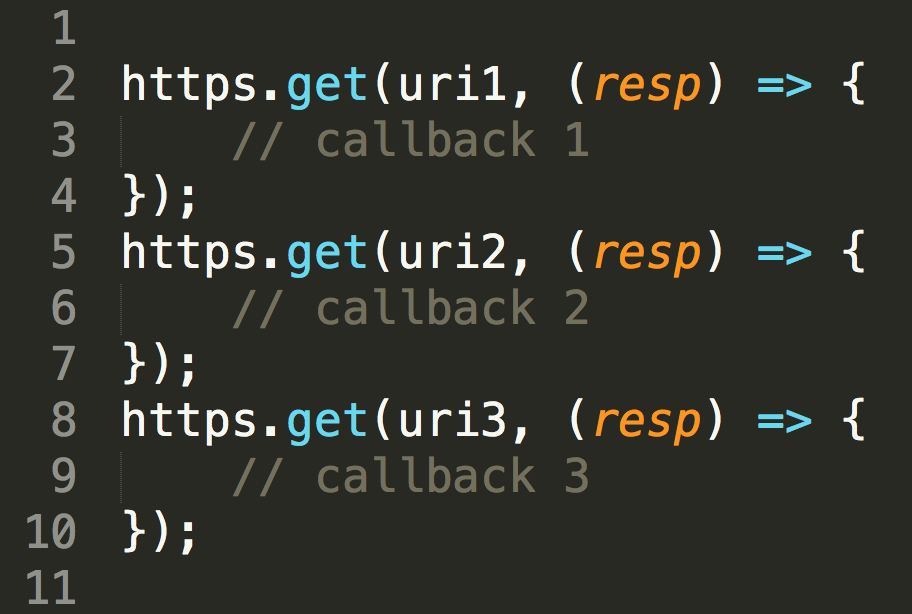 1
2 https.get(uri1, (resp) => {
3     // callback 1
4 });
5 https.get(uri2, (resp) => {
6     // callback 2
7 });
8 https.get(uri3, (resp) => {
9     // callback 3
10 });
11